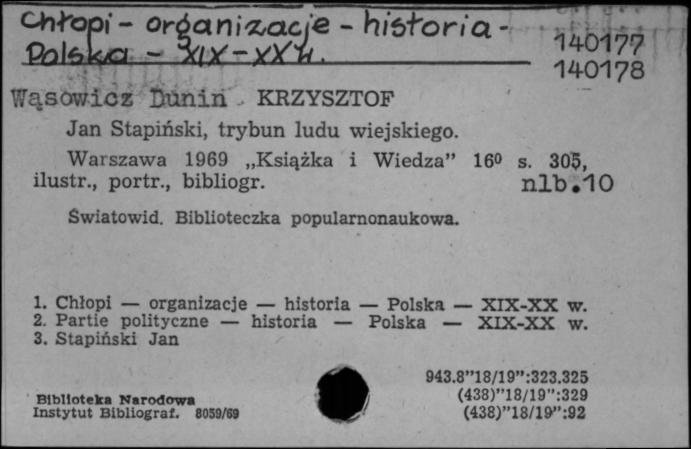 Chłopi - organizacje - historia -
Polska - XIX - XX w.
140177
140178
Wąsowicz Dunin KRZYSZTOF
Jan Stapiński, trybun ludu wiejskiego.
Warszawa 1969 „Książka i Wiedza” 16⁰ s. 305,
ilustr., portr., bibliogr. nlb.10
Światowid. Biblioteczka popularnonaukowa.
1. Chłopi — organizacje — historia — Polska — XIX-XX w.
2. Partie polityczne — historia — Polska — XIX-XX w.
3. Stapiński Jan
943.8”18/19”:323.325
(438)”18/19”:329
(438)”18/19”:92
Biblioteka Narodowa
Instytut Bibliograf. 8059/69